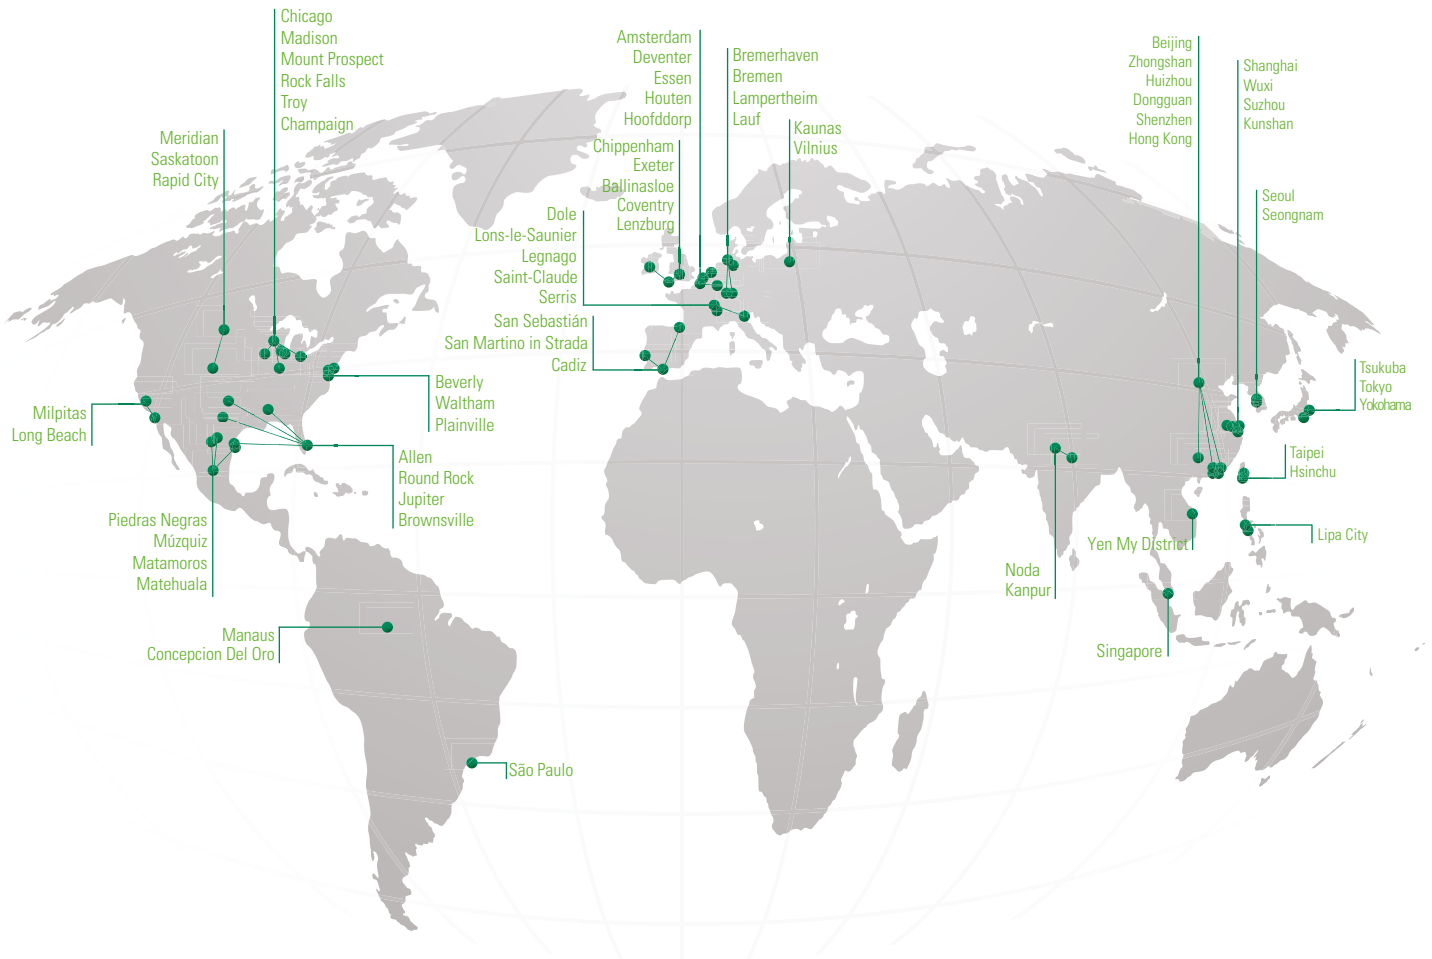 Chicago
Madison
Mount Prospect
Rock Falls
Troy
Champaign
Meridian
Saskatoon
Rapid City
Amsterdam
Deventer
Essen
Houten
Hoofddorp
Bremerhaven
Bremen
Lampertheim
Lauf
Kaunas
Vilnius
Chippenham
Exeter
Ballinasloe
Coventry
Lenzburg
Dole
Lons-le-Saunier
Legnago
Saint-Claude
Serris
San Sebastián
San Martino in Strada
Cadiz
Beijing
Zhongshan
Huizhou
Dongguan
Shenzhen
Hong Kong
Shanghai
Wuxi
Suzhou
Kunshan
Seoul
Seongnam
Tsukuba
Tokyo
Yokohama
Taipei
Hsinchu
Lipa City
Milpitas
Long Beach
Beverly
Waltham
Plainville
Allen
Round Rock
Jupiter
Brownsville
Piedras Negras
Múzquiz
Matamoros
Matehuala
Manaus
Concepcion Del Oro
São Paulo
Yen My District
Noda
Kanpur
Singapore